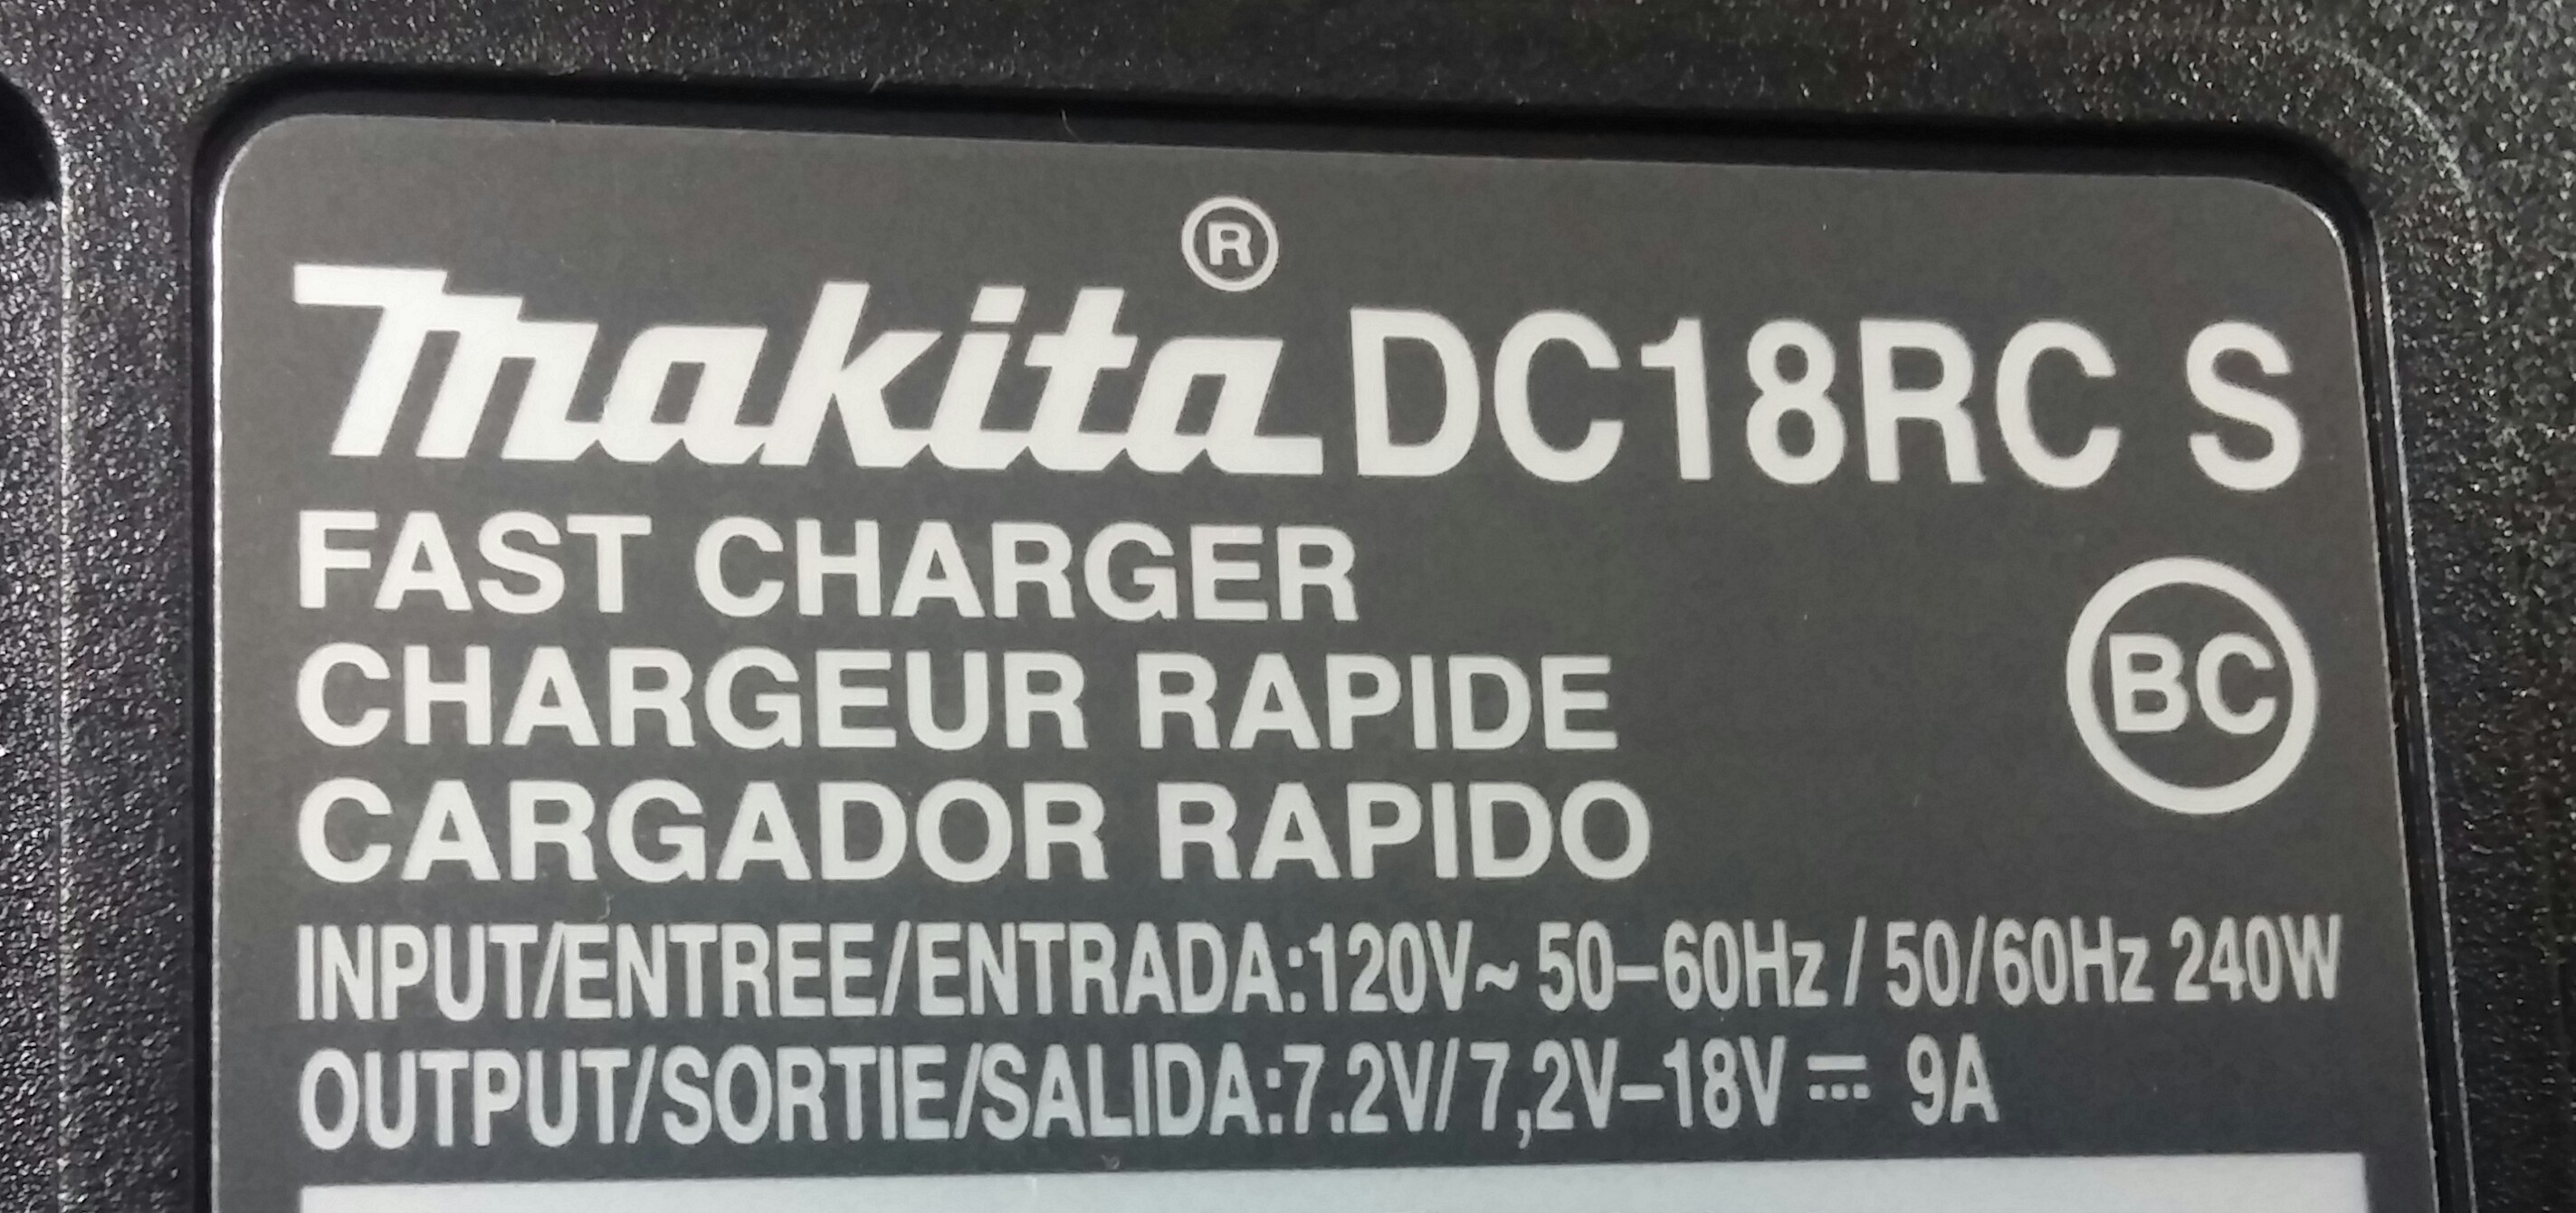 makita® DC18RC S
FAST CHARGER
CHARGEUR RAPIDE
CARGADOR RAPIDO
BC
INPUT/ENTREE/ENTRADA:120V~ 50–60Hz / 50/60Hz 240W
OUTPUT/SORTIE/SALIDA:7.2V/7,2V–18V ⎓ 9A